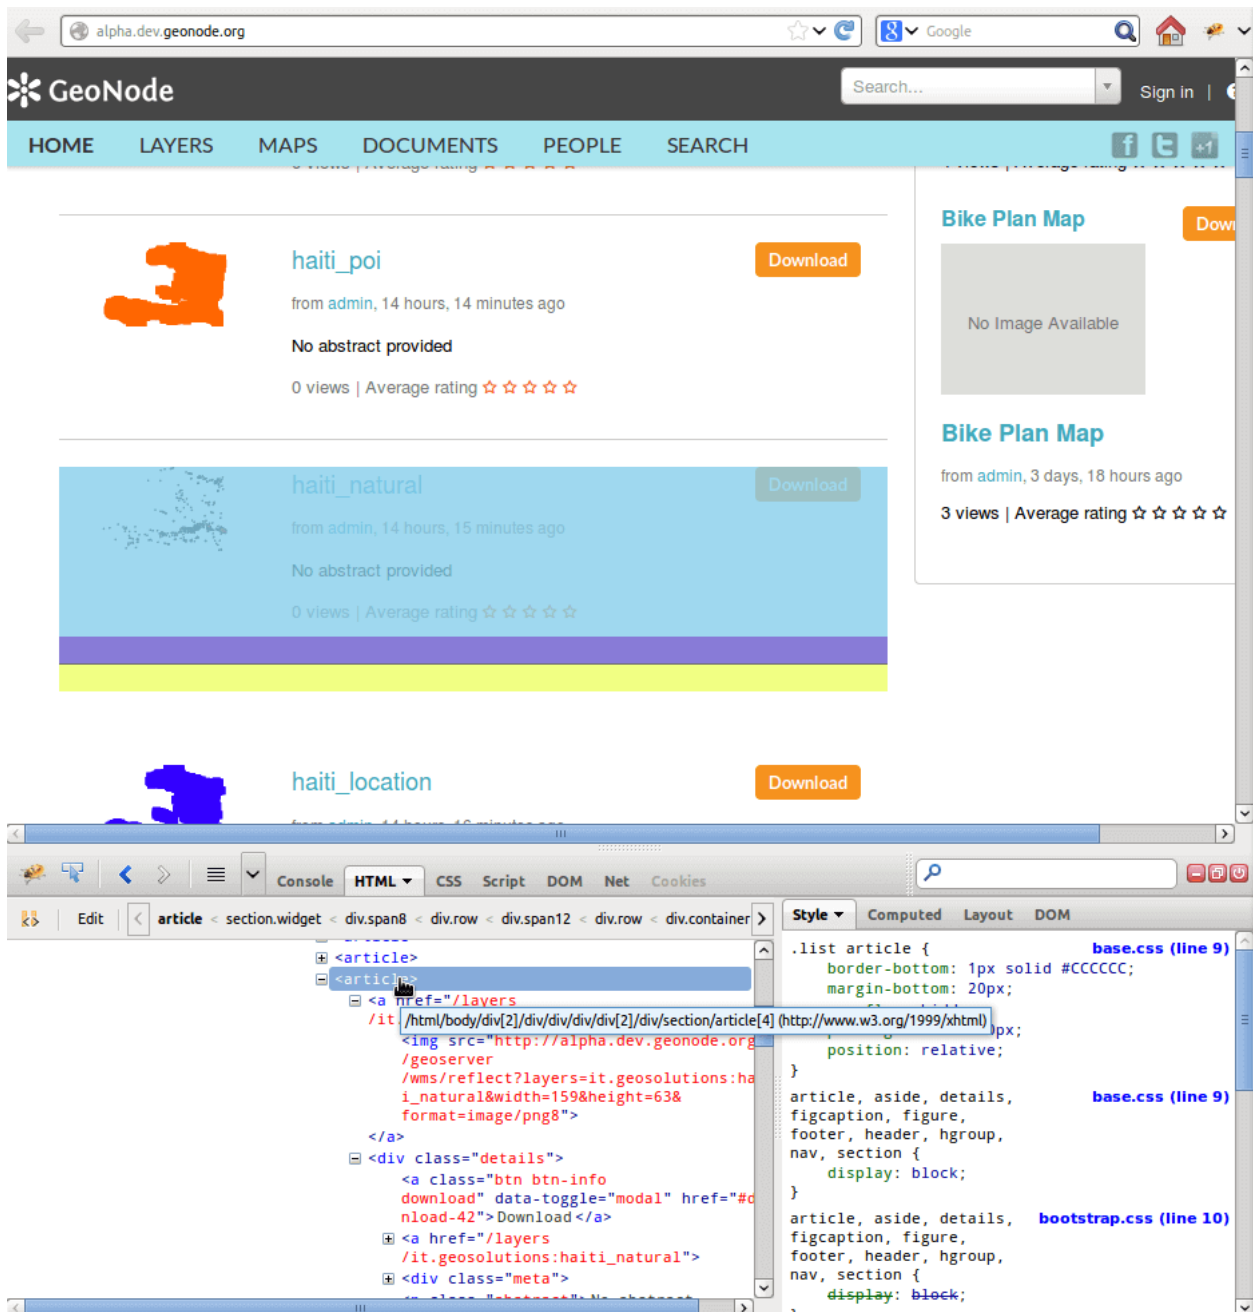 alpha.dev.geonode.org
Google
GeoNode
Search...
Sign in |
HOME LAYERS MAPS DOCUMENTS PEOPLE SEARCH
f t +1
0 views | Average rating
haiti_poi
Download
from admin, 14 hours, 14 minutes ago
No abstract provided
0 views | Average rating
haiti_natural
Download
from admin, 14 hours, 15 minutes ago
No abstract provided
0 views | Average rating
haiti_location
Download
Bike Plan Map
Down
No Image Available
Bike Plan Map
from admin, 3 days, 18 hours ago
3 views | Average rating
Console HTML CSS Script DOM Net Cookies
Edit article < section.widget < div.span8 < div.row < div.span12 < div.row < div.container
<article>
<article>
<a href="/layers
/it.
/html/body/div[2]/div/div/div/div[2]/div/section/article[4] (http://www.w3.org/1999/xhtml)
<img src="http://alpha.dev.geonode.org
/geoserver
/wms/reflect?layers=it.geosolutions:ha
i_natural&width=159&height=63&
format=image/png8">
</a>
<div class="details">
<a class="btn btn-info
download" data-toggle="modal" href="#d
nload-42">Download</a>
<a href="/layers
/it.geosolutions:haiti_natural">
<div class="meta">
Style Computed Layout DOM
.list article { base.css (line 9)
border-bottom: 1px solid #CCCCCC;
margin-bottom: 20px;
position: relative;
}
article, aside, details, base.css (line 9)
figcaption, figure,
footer, header, hgroup,
nav, section {
display: block;
}
article, aside, details, bootstrap.css (line 10)
figcaption, figure,
footer, header, hgroup,
nav, section {
display: block;